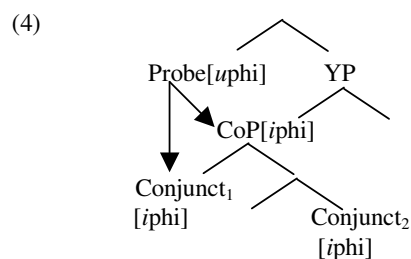 (4)
Probe[uphi] YP
CoP[iphi]
Conjunct₁
[iphi]
Conjunct₂
[iphi]